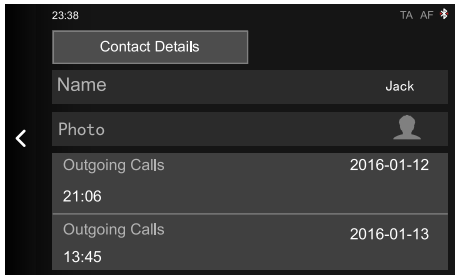 23:38 TA AF
Contact Details
Name Jack
Photo
Outgoing Calls 2016-01-12
21:06
Outgoing Calls 2016-01-13
13:45